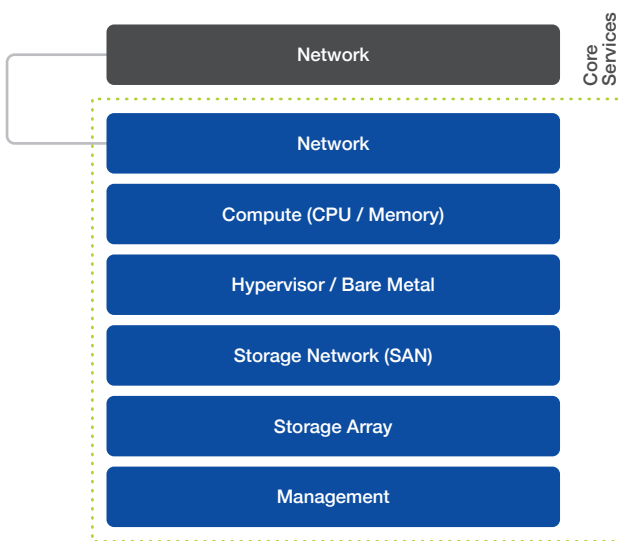 Network
Core
Services
Network
Compute (CPU / Memory)
Hypervisor / Bare Metal
Storage Network (SAN)
Storage Array
Management